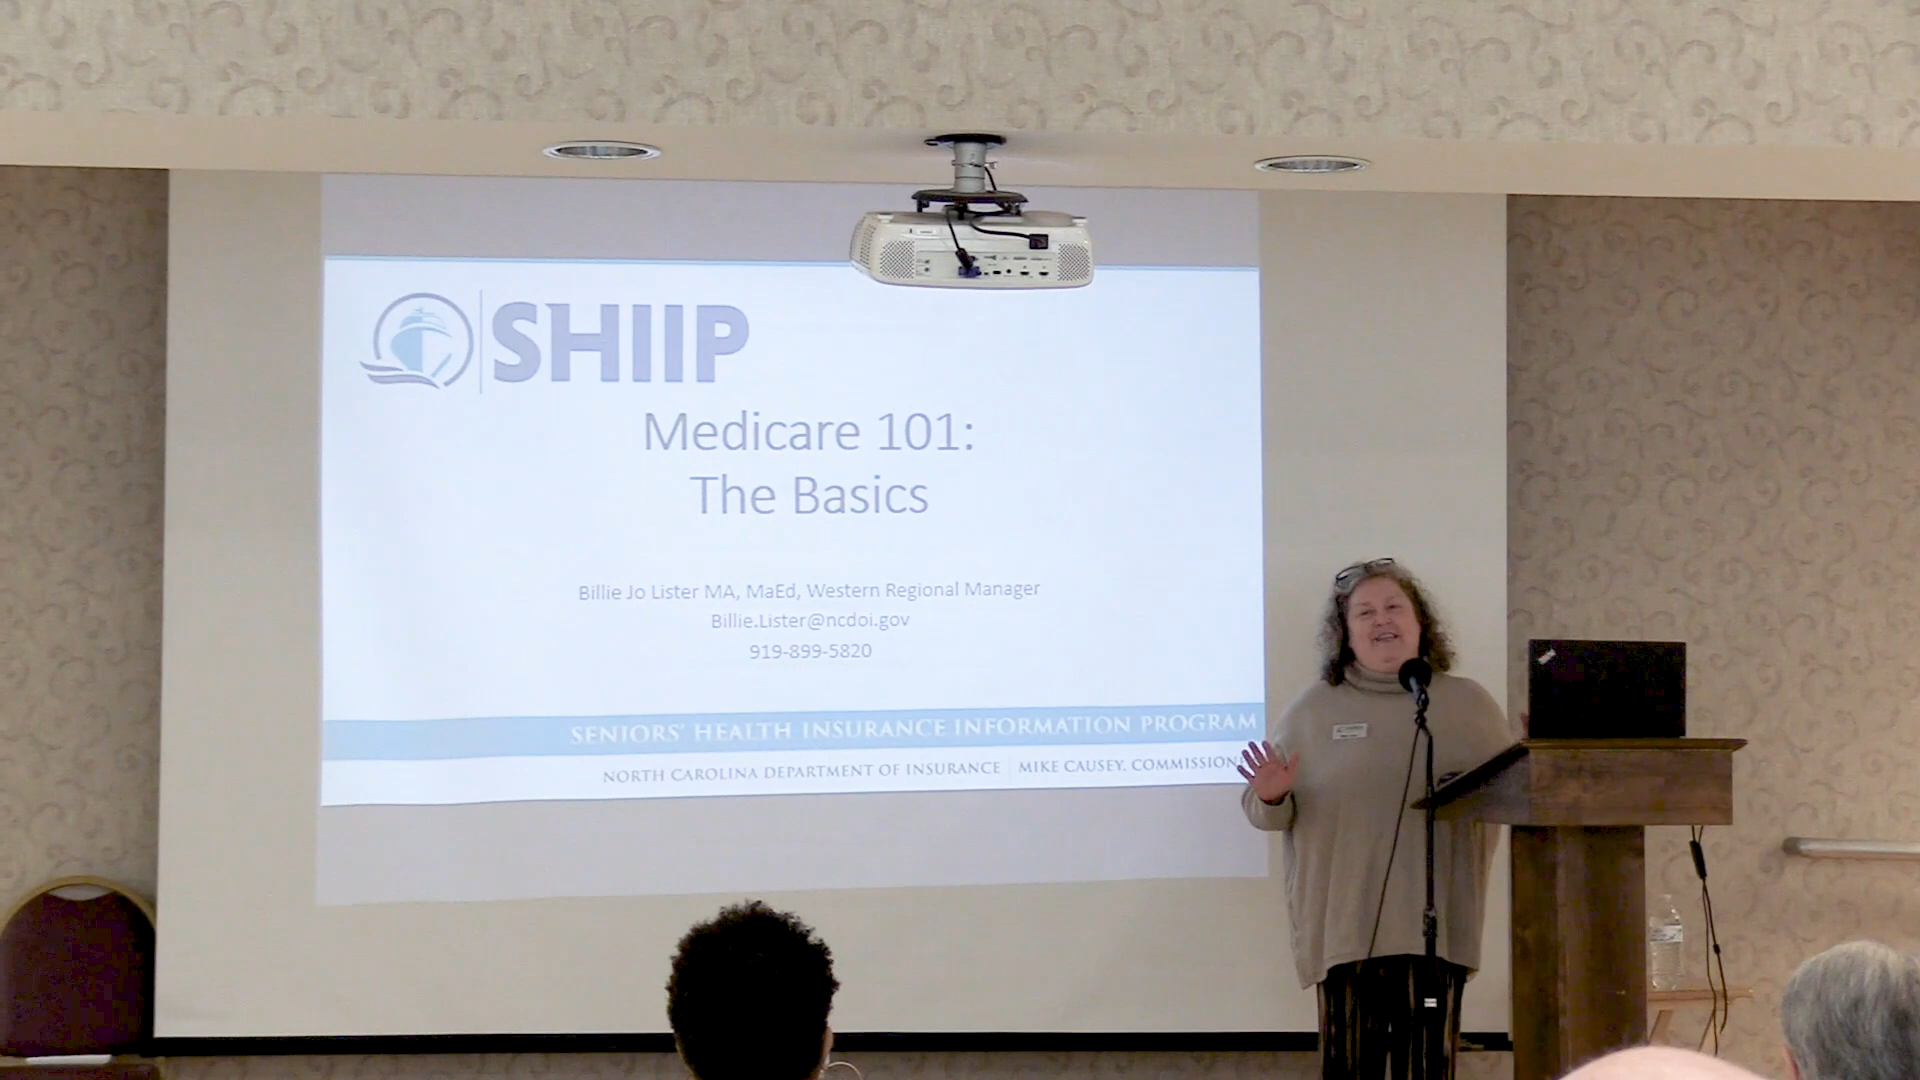 SHIIP
Medicare 101:
The Basics
Billie Jo Lister MA, MaEd, Western Regional Manager
Billie.Lister@ncdoi.gov
919-899-5820
SENIORS' HEALTH INSURANCE INFORMATION PROGRAM
NORTH CAROLINA DEPARTMENT OF INSURANCE | MIKE CAUSEY, COMMISSIONE